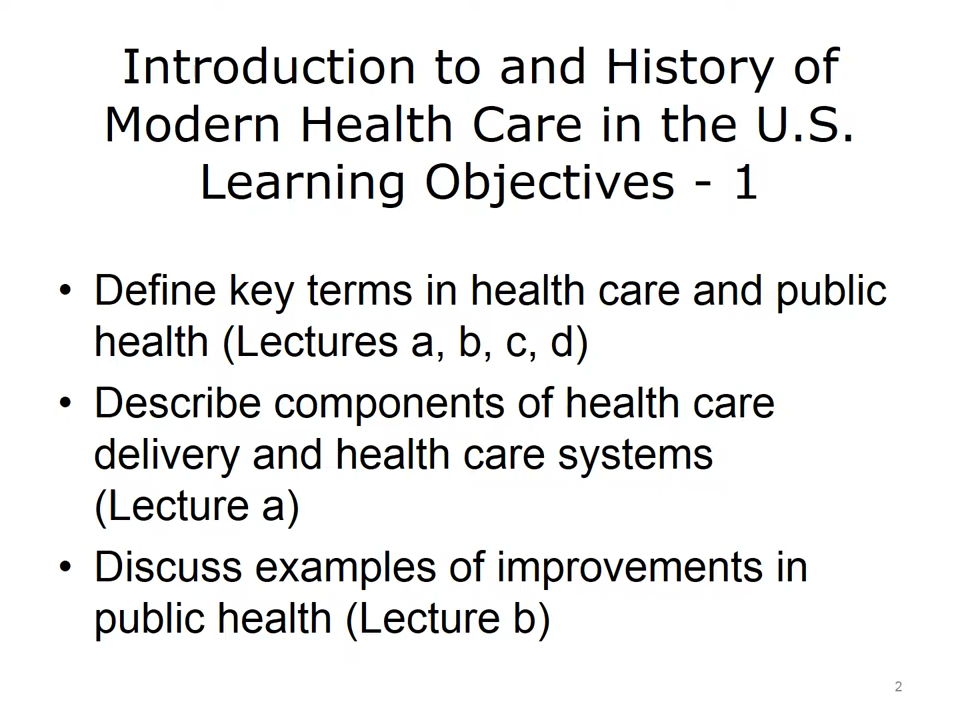 Introduction to and History of
Modern Health Care in the U.S.
Learning Objectives - 1
• Define key terms in health care and public
health (Lectures a, b, c, d)
• Describe components of health care
delivery and health care systems
(Lecture a)
• Discuss examples of improvements in
public health (Lecture b)
2